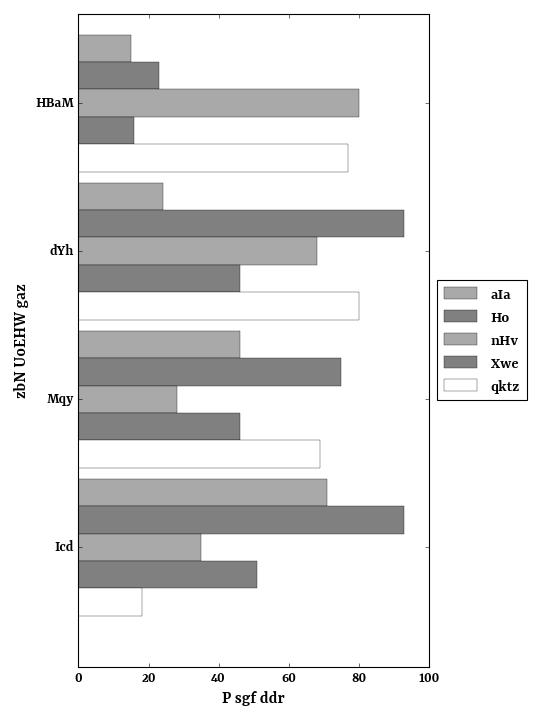 HBaM
dYh
Mqy
Icd
zbN UoEHW gaz
0 20 40 60 80 100
P sgf ddr
aIa
Ho
nHv
Xwe
qktz